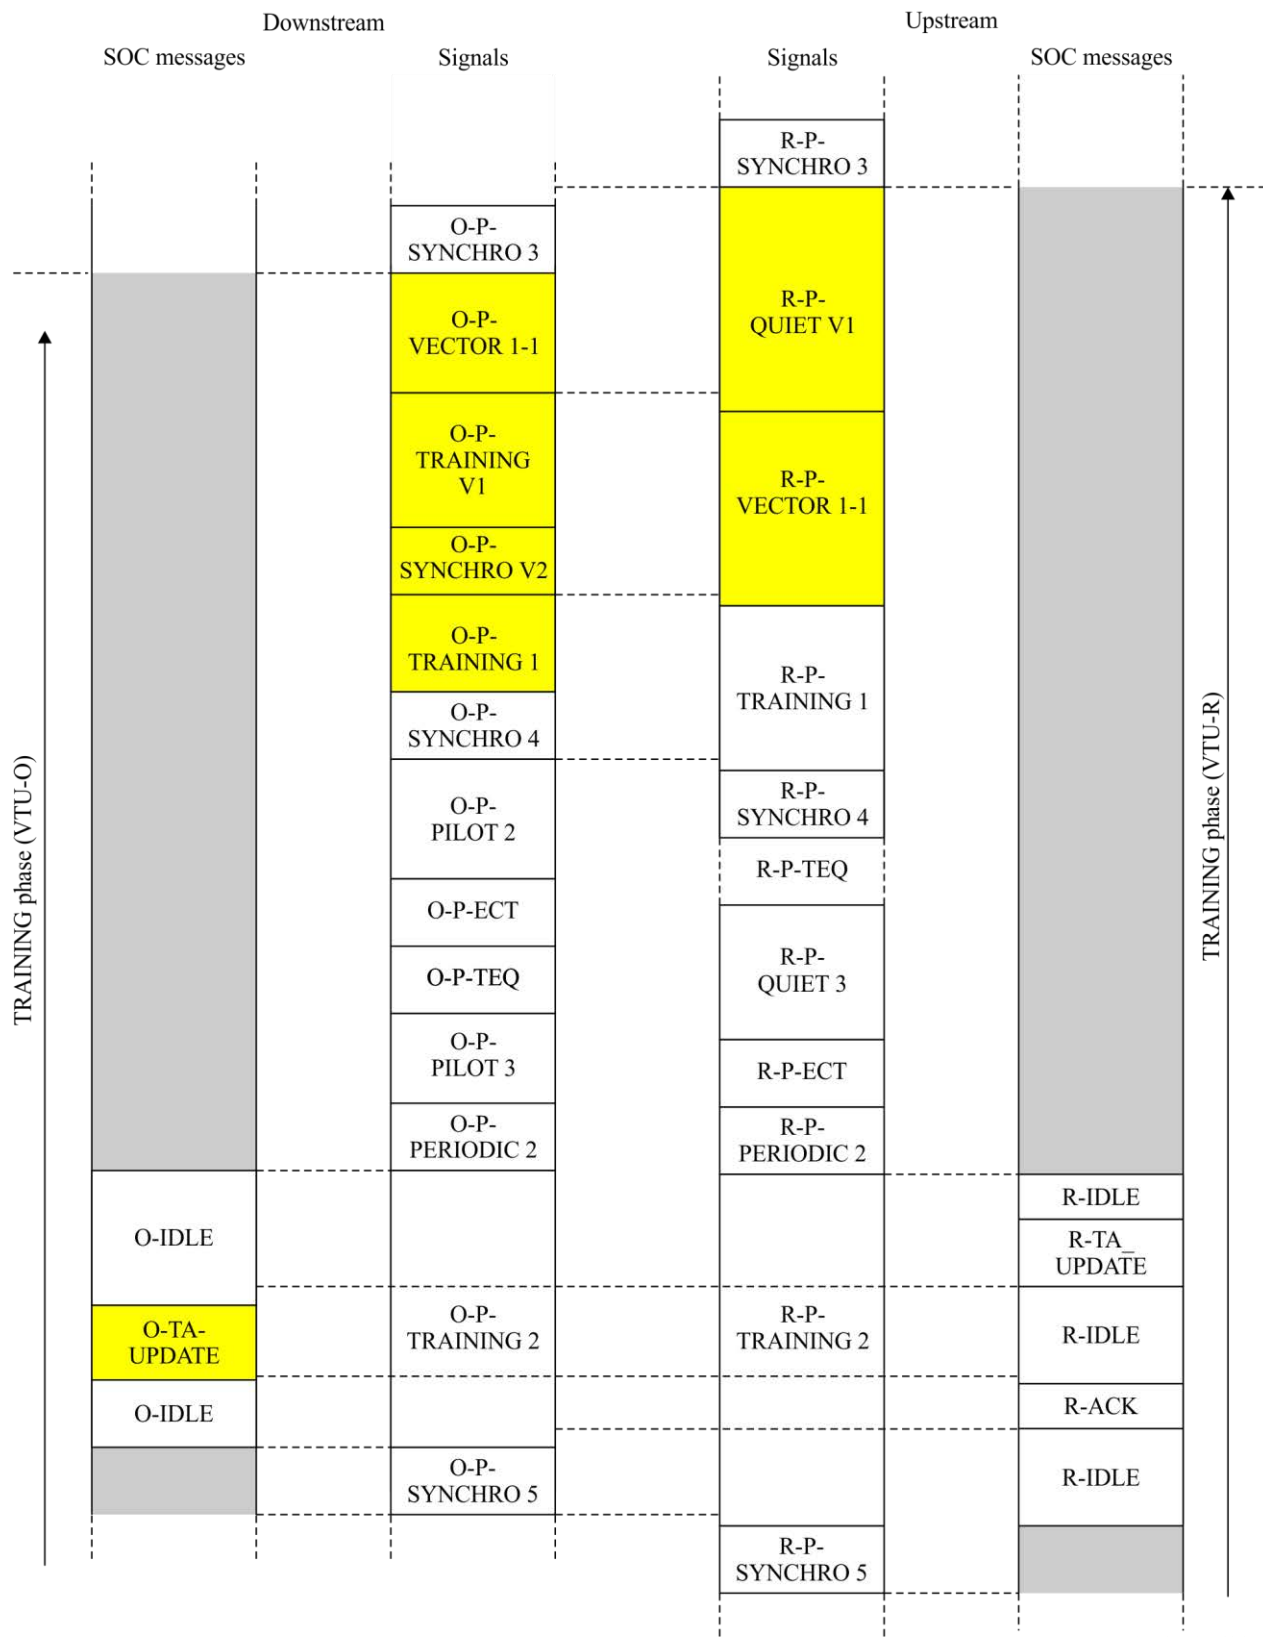 Downstream
Upstream
SOC messages
Signals
Signals
SOC messages
TRAINING phase (VTU-O)
O-IDLE
O-TA-
UPDATE
O-IDLE
O-P-
SYNCHRO 3
O-P-
VECTOR 1-1
O-P-
TRAINING
V1
O-P-
SYNCHRO V2
O-P-
TRAINING 1
O-P-
SYNCHRO 4
O-P-
PILOT 2
O-P-ECT
O-P-TEQ
O-P-
PILOT 3
O-P-
PERIODIC 2
O-P-
TRAINING 2
O-P-
SYNCHRO 5
R-P-
SYNCHRO 3
R-P-
QUIET V1
R-P-
VECTOR 1-1
R-P-
TRAINING 1
R-P-
SYNCHRO 4
R-P-TEQ
R-P-
QUIET 3
R-P-ECT
R-P-
PERIODIC 2
R-P-
TRAINING 2
R-P-
SYNCHRO 5
R-IDLE
R-TA_
UPDATE
R-IDLE
R-ACK
R-IDLE
TRAINING phase (VTU-R)